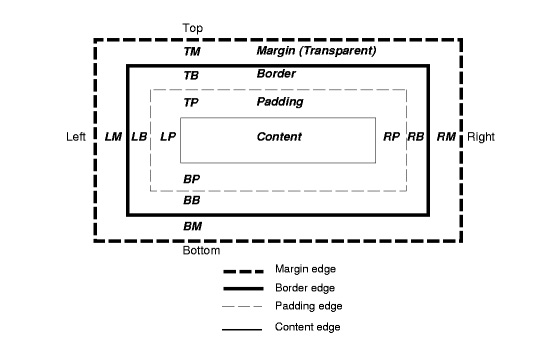 Top
TM Margin (Transparent)
TB Border
TP Padding
Left LM LB LP Content RP RB RM Right
BP
BB
BM
Bottom
Margin edge
Border edge
Padding edge
Content edge